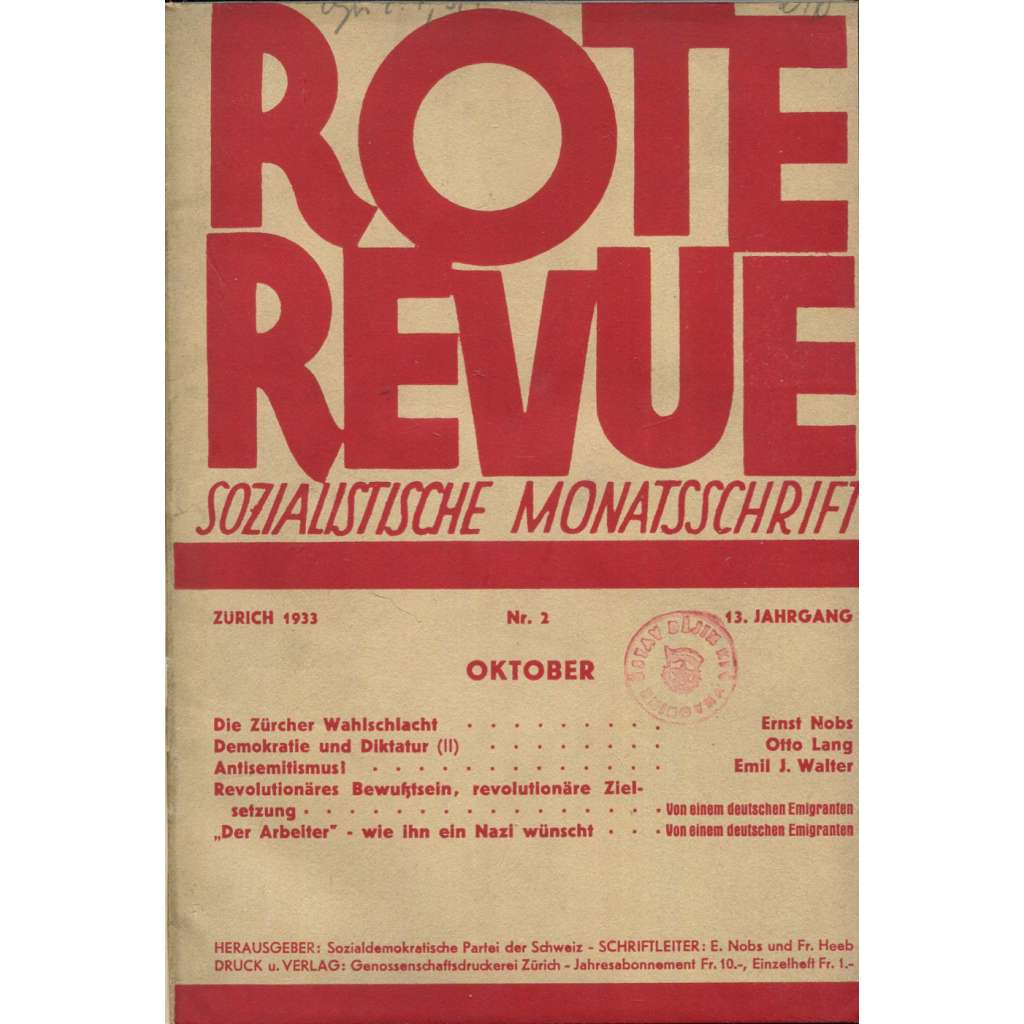 ROTE
REVUE
SOZIALISTISCHE MONATSSCHRIFT
ZÜRICH 1933 Nr. 2 13. JAHRGANG
OKTOBER
Die Zürcher Wahlschlacht . . . . . . . . Ernst Nobs
Demokratie und Diktatur (II) . . . . . . . . Otto Lang
Antisemitismus! . . . . . . . . . . . . . Emil J. Walter
Revolutionäres Bewußtsein, revolutionäre Ziel-
setzung . . . . . . . . . . . . . . . . . Von einem deutschen Emigranten
„Der Arbeiter" - wie ihn ein Nazi wünscht . . . Von einem deutschen Emigranten
ÚSTAV DĚJIN
HERAUSGEBER: Sozialdemokratische Partei der Schweiz - SCHRIFTLEITER: E. Nobs und Fr. Heeb
DRUCK u. VERLAG: Genossenschaftsdruckerei Zürich - Jahresabonnement Fr. 10.-, Einzelheft Fr. 1.-